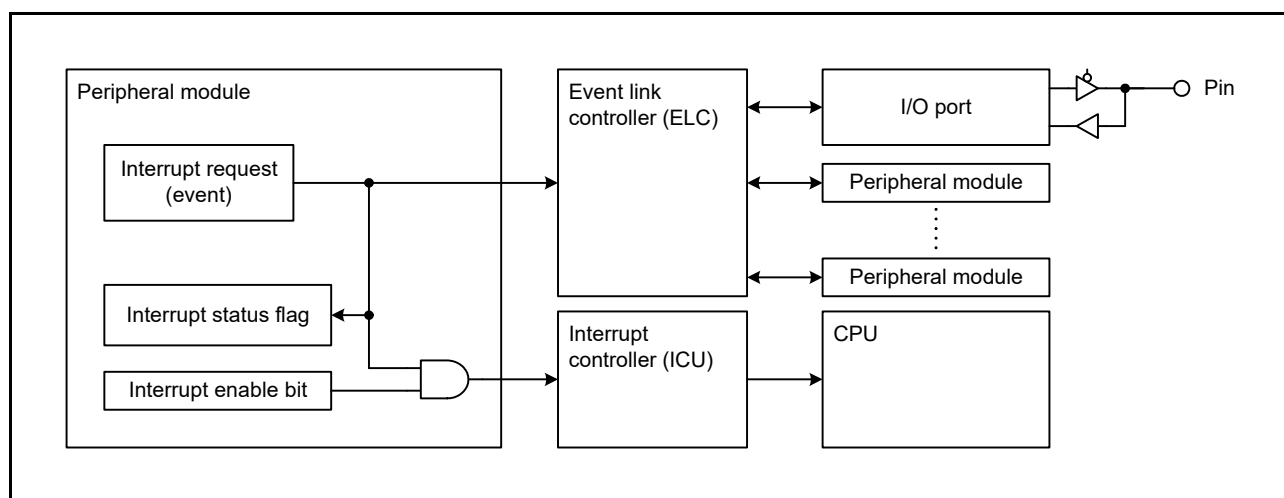 Peripheral module
Interrupt request
(event)
Interrupt status flag
Interrupt enable bit
Event link
controller (ELC)
Interrupt
controller (ICU)
I/O port
Pin
Peripheral module
Peripheral module
CPU